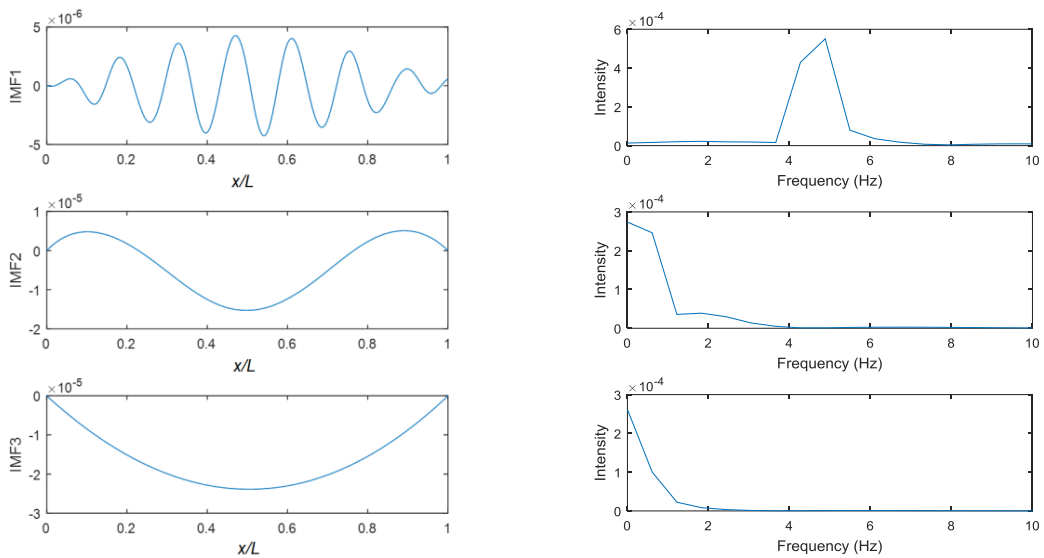 ×10⁻⁶
5
0
-5
IMF1
0 0.2 0.4 0.6 0.8 1
x/L
×10⁻⁴
6
4
2
0
Intensity
0 2 4 6 8 10
Frequency (Hz)
×10⁻⁵
1
0
-1
-2
IMF2
0 0.2 0.4 0.6 0.8 1
x/L
×10⁻⁴
3
2
1
0
Intensity
0 2 4 6 8 10
Frequency (Hz)
×10⁻⁵
0
-1
-2
-3
IMF3
0 0.2 0.4 0.6 0.8 1
x/L
×10⁻⁴
3
2
1
0
Intensity
0 2 4 6 8 10
Frequency (Hz)